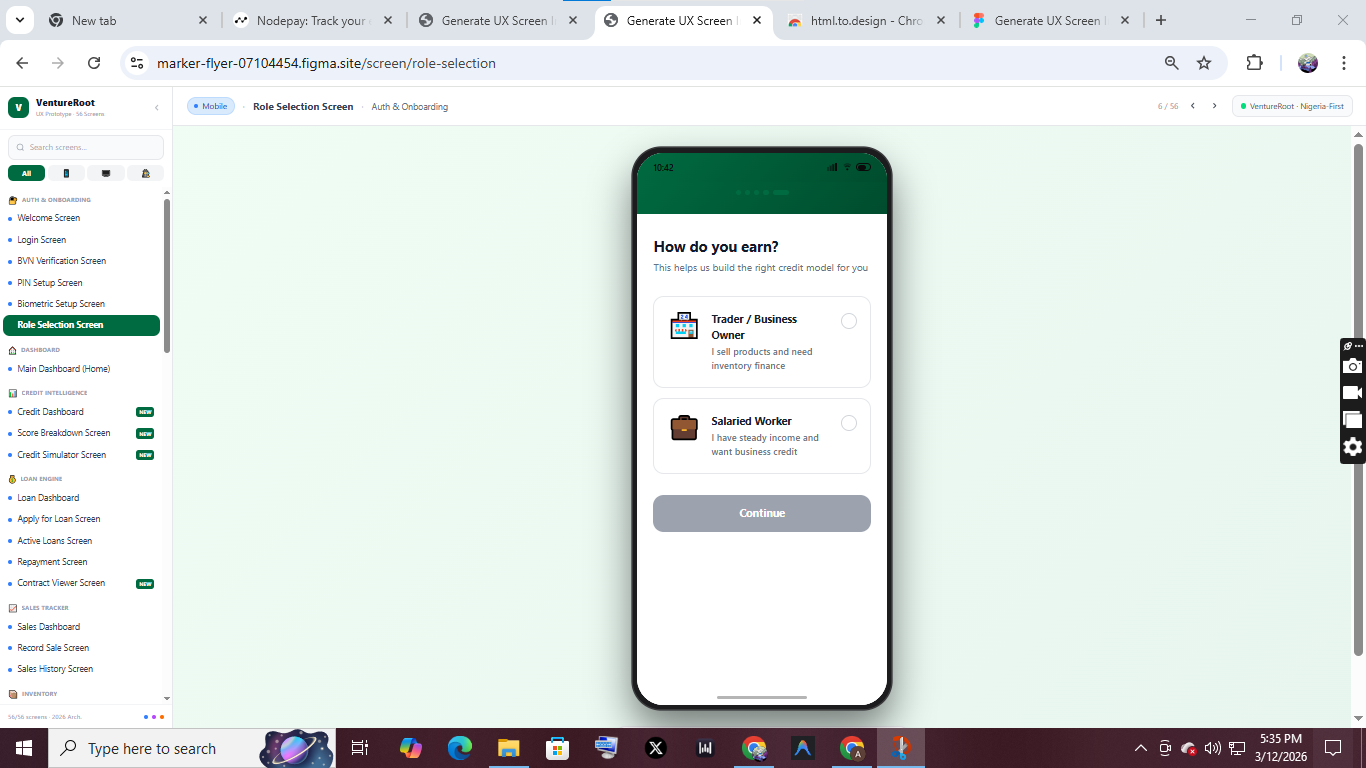 New tab
Nodepay: Track your
Generate UX Screen
Generate UX Screen
html.to.design - Chro
Generate UX Screen
marker-flyer-07104454.figma.site/screen/role-selection
V
VentureRoot
UX Prototype · 56 Screens
Mobile
· Role Selection Screen · Auth & Onboarding
6 / 56
VentureRoot · Nigeria-First
Search screens...
All
AUTH & ONBOARDING
Welcome Screen
Login Screen
BVN Verification Screen
PIN Setup Screen
Biometric Setup Screen
Role Selection Screen
DASHBOARD
Main Dashboard (Home)
CREDIT INTELLIGENCE
Credit Dashboard NEW
Score Breakdown Screen NEW
Credit Simulator Screen NEW
LOAN ENGINE
Loan Dashboard
Apply for Loan Screen
Active Loans Screen
Repayment Screen
Contract Viewer Screen NEW
SALES TRACKER
Sales Dashboard
Record Sale Screen
Sales History Screen
INVENTORY
56/56 screens · 2026 Arch.
10:42
How do you earn?
This helps us build the right credit model for you
Trader / Business
Owner
I sell products and need
inventory finance
Salaried Worker
I have steady income and
want business credit
Continue
Type here to search
5:35 PM
3/12/2026